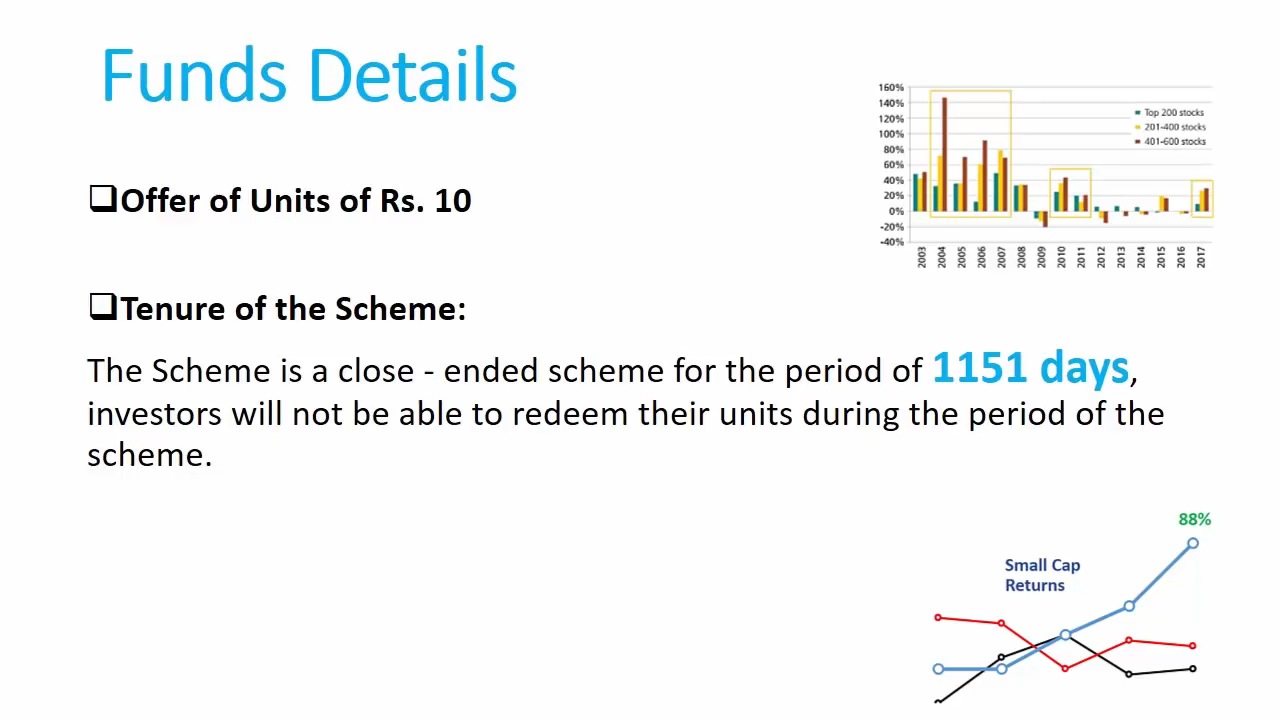 Funds Details
Offer of Units of Rs. 10
Tenure of the Scheme:
The Scheme is a close - ended scheme for the period of 1151 days,
investors will not be able to redeem their units during the period of the
scheme.
160%
140%
120%
100%
80%
60%
40%
20%
0%
-20%
-40%
Top 200 stocks
201-400 stocks
401-600 stocks
2003
2004
2005
2006
2007
2008
2009
2010
2011
2012
2013
2014
2015
2016
2017
88%
Small Cap
Returns